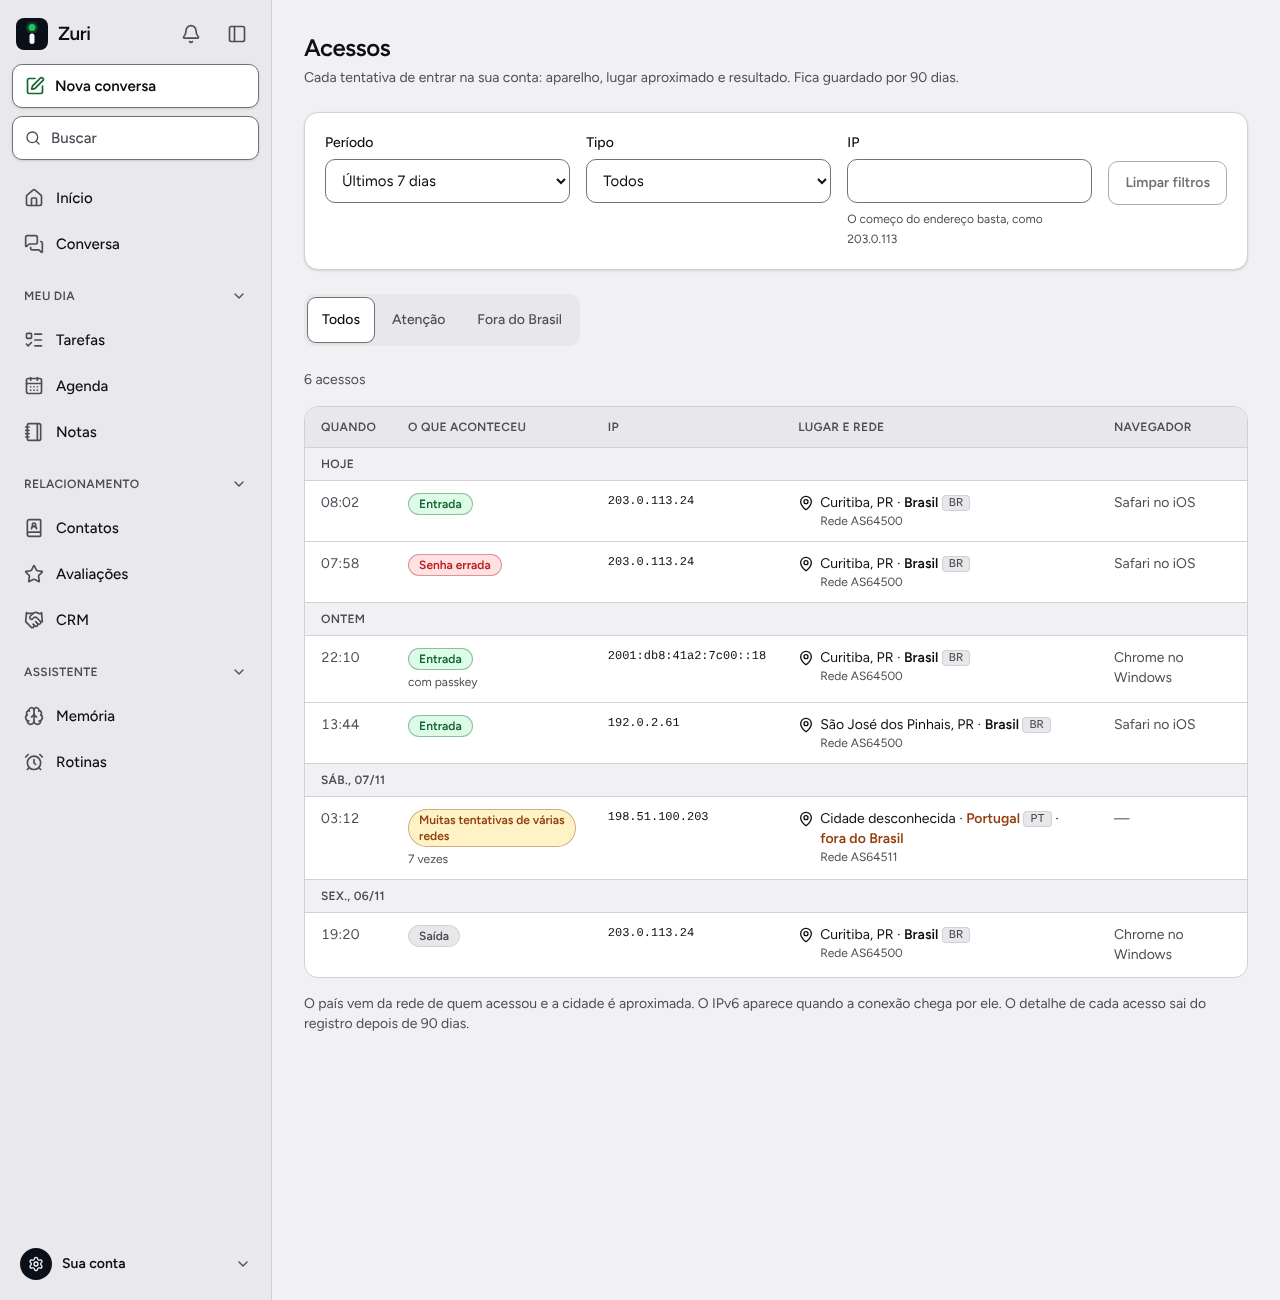 Zuri
Nova conversa
Buscar
Início
Conversa
MEU DIA
Tarefas
Agenda
Notas
RELACIONAMENTO
Contatos
Avaliações
CRM
ASSISTENTE
Memória
Rotinas
Sua conta
Acessos
Cada tentativa de entrar na sua conta: aparelho, lugar aproximado e resultado. Fica guardado por 90 dias.
Período
Tipo
IP
Últimos 7 dias
Todos
Limpar filtros
O começo do endereço basta, como
203.0.113
Todos
Atenção
Fora do Brasil
6 acessos
QUANDO O QUE ACONTECEU IP LUGAR E REDE NAVEGADOR
HOJE
08:02 Entrada 203.0.113.24 Curitiba, PR · Brasil BR Safari no iOS
Rede AS64500
07:58 Senha errada 203.0.113.24 Curitiba, PR · Brasil BR Safari no iOS
Rede AS64500
ONTEM
22:10 Entrada 2001:db8:41a2:7c00::18 Curitiba, PR · Brasil BR Chrome no
com passkey Rede AS64500 Windows
13:44 Entrada 192.0.2.61 São José dos Pinhais, PR · Brasil BR Safari no iOS
Rede AS64500
SÁB., 07/11
03:12 Muitas tentativas de várias 198.51.100.203 Cidade desconhecida · Portugal PT · —
redes fora do Brasil
7 vezes Rede AS64511
SEX., 06/11
19:20 Saída 203.0.113.24 Curitiba, PR · Brasil BR Chrome no
Rede AS64500 Windows
O país vem da rede de quem acessou e a cidade é aproximada. O IPv6 aparece quando a conexão chega por ele. O detalhe de cada acesso sai do
registro depois de 90 dias.